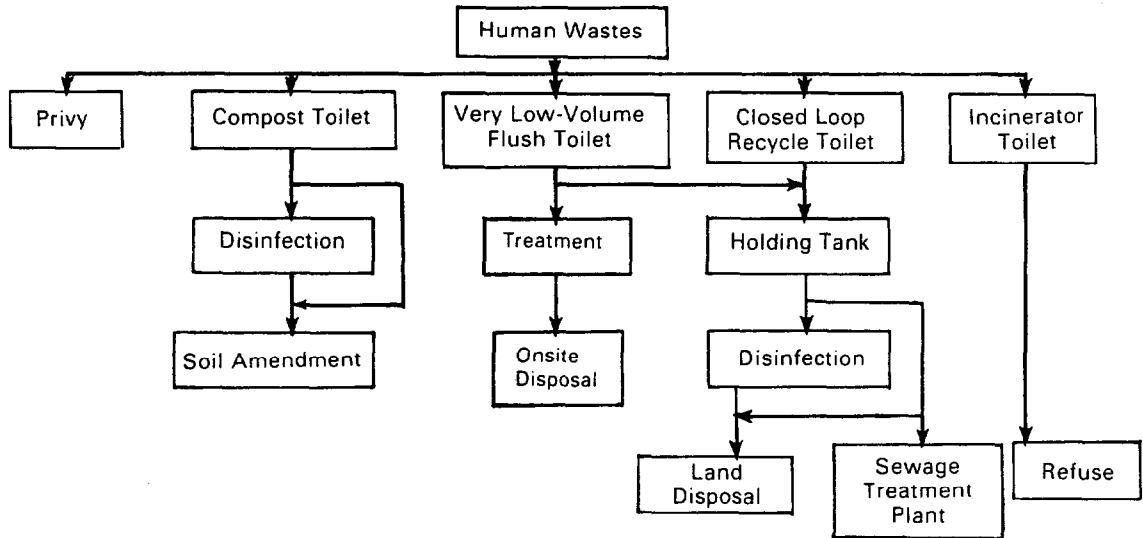 Human Wastes
Privy
Compost Toilet
Very Low-Volume
Flush Toilet
Closed Loop
Recycle Toilet
Incinerator
Toilet
Disinfection
Treatment
Holding Tank
Soil Amendment
Onsite
Disposal
Disinfection
Land
Disposal
Sewage
Treatment
Plant
Refuse